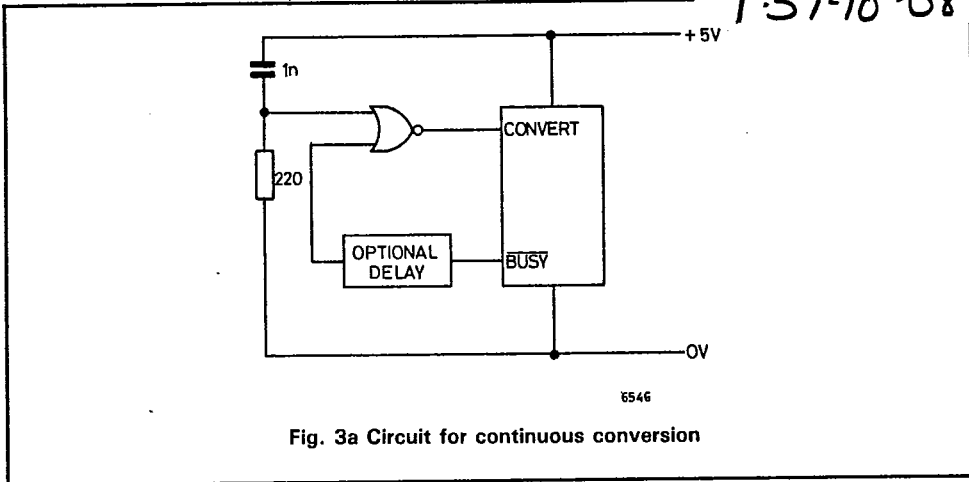 +5V
1n
CONVERT
220
OPTIONAL
DELAY
BUSY
0V
6546
Fig. 3a Circuit for continuous conversion